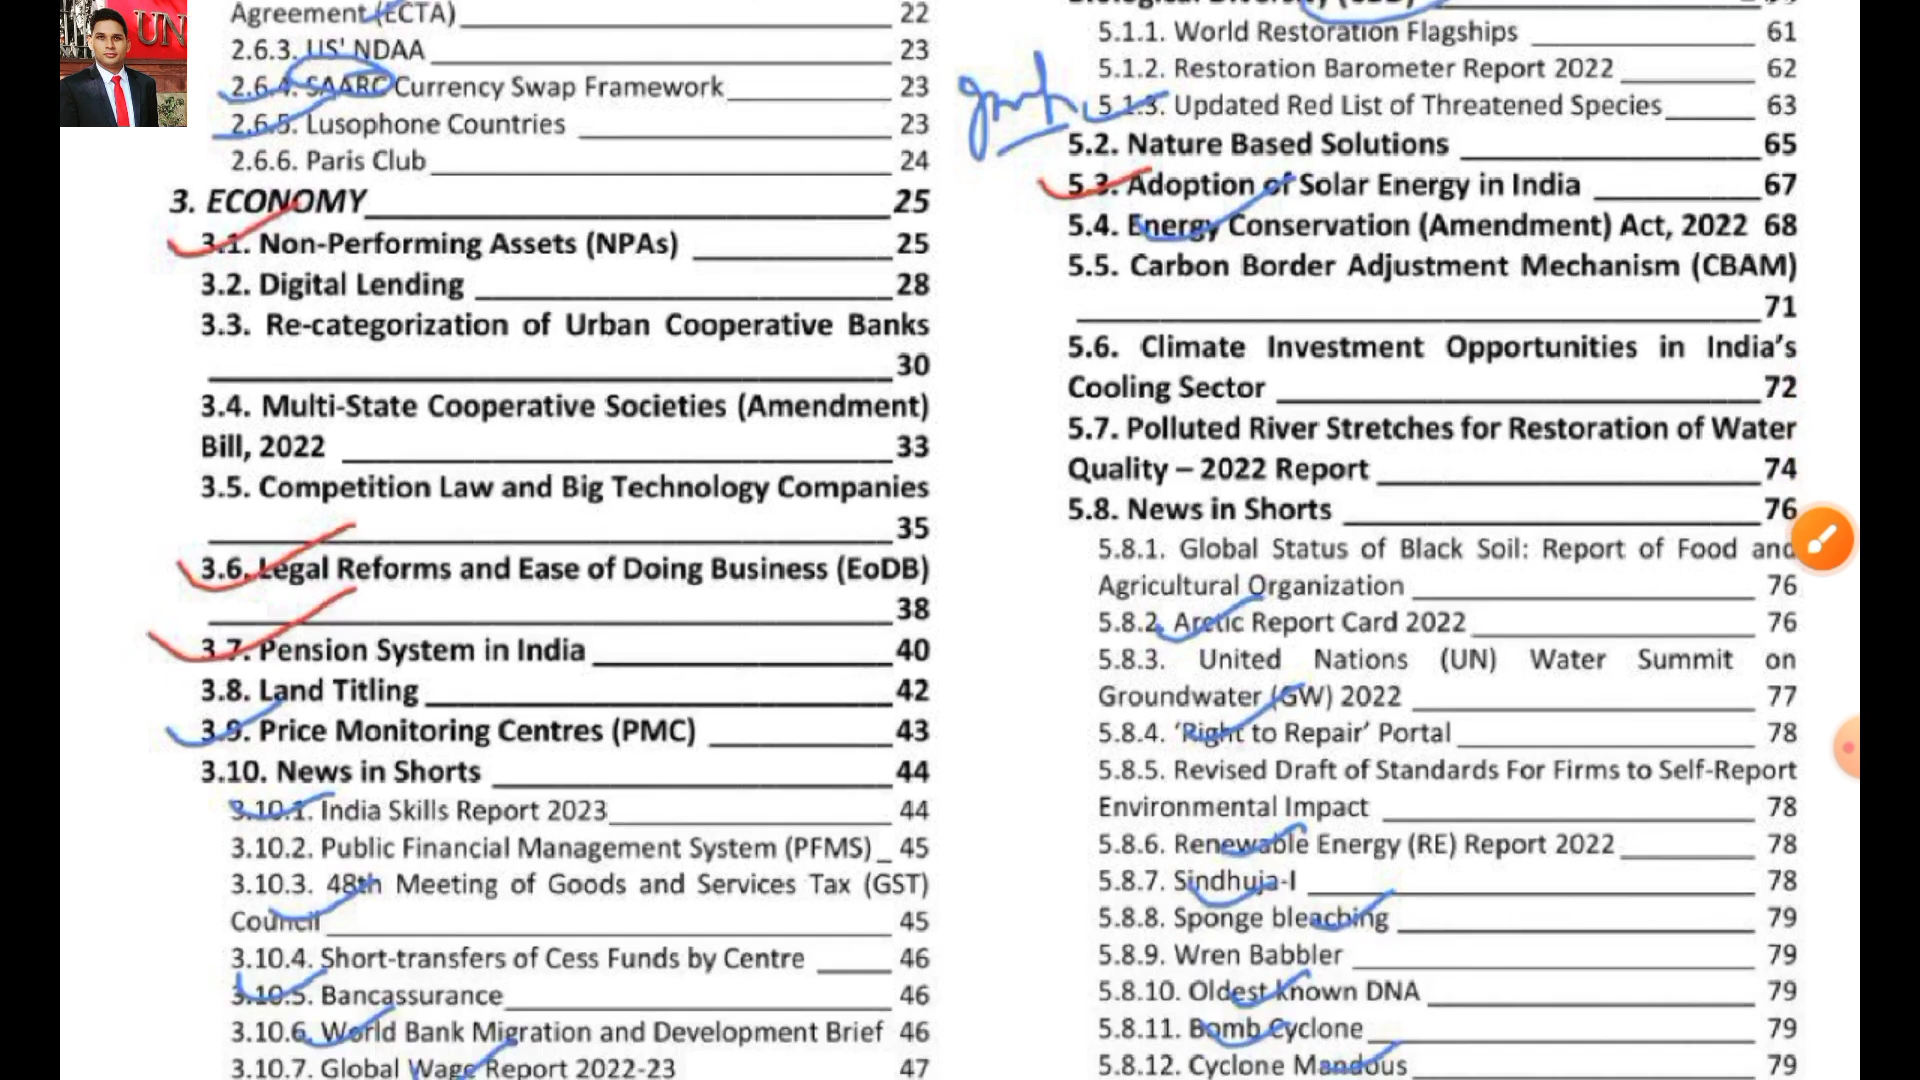 UN
Agreement (ECTA) 22
2.6.3. US' NDAA 23
2.6.4. SAARC Currency Swap Framework 23
2.6.5. Lusophone Countries 23
2.6.6. Paris Club 24
3. ECONOMY 25
3.1. Non-Performing Assets (NPAs) 25
3.2. Digital Lending 28
3.3. Re-categorization of Urban Cooperative Banks
30
3.4. Multi-State Cooperative Societies (Amendment)
Bill, 2022 33
3.5. Competition Law and Big Technology Companies
35
3.6. Legal Reforms and Ease of Doing Business (EoDB)
38
3.7. Pension System in India 40
3.8. Land Titling 42
3.9. Price Monitoring Centres (PMC) 43
3.10. News in Shorts 44
3.10.1. India Skills Report 2023 44
3.10.2. Public Financial Management System (PFMS) _ 45
3.10.3. 48th Meeting of Goods and Services Tax (GST)
Council 45
3.10.4. Short-transfers of Cess Funds by Centre 46
3.10.5. Bancassurance 46
3.10.6. World Bank Migration and Development Brief 46
3.10.7. Global Wage Report 2022-23 47
5.1.1. World Restoration Flagships 61
5.1.2. Restoration Barometer Report 2022 62
5.1.3. Updated Red List of Threatened Species 63
5.2. Nature Based Solutions 65
5.3. Adoption of Solar Energy in India 67
5.4. Energy Conservation (Amendment) Act, 2022 68
5.5. Carbon Border Adjustment Mechanism (CBAM)
71
5.6. Climate Investment Opportunities in India’s
Cooling Sector 72
5.7. Polluted River Stretches for Restoration of Water
Quality – 2022 Report 74
5.8. News in Shorts 76
5.8.1. Global Status of Black Soil: Report of Food and
Agricultural Organization 76
5.8.2. Arctic Report Card 2022 76
5.8.3. United Nations (UN) Water Summit on
Groundwater (GW) 2022 77
5.8.4. ‘Right to Repair’ Portal 78
5.8.5. Revised Draft of Standards For Firms to Self-Report
Environmental Impact 78
5.8.6. Renewable Energy (RE) Report 2022 78
5.8.7. Sindhuja-I 78
5.8.8. Sponge bleaching 79
5.8.9. Wren Babbler 79
5.8.10. Oldest known DNA 79
5.8.11. Bomb Cyclone 79
5.8.12. Cyclone Mandous 79